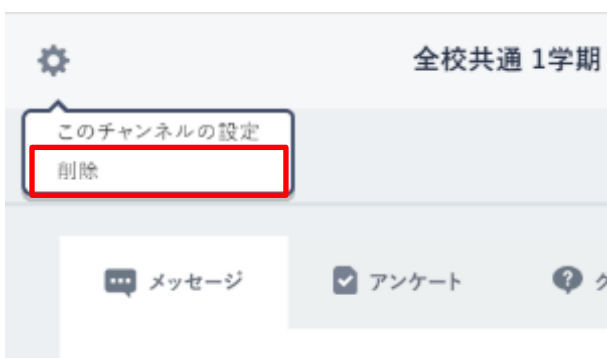 全校共通 1学期
このチャンネルの設定
削除
メッセージ
アンケート